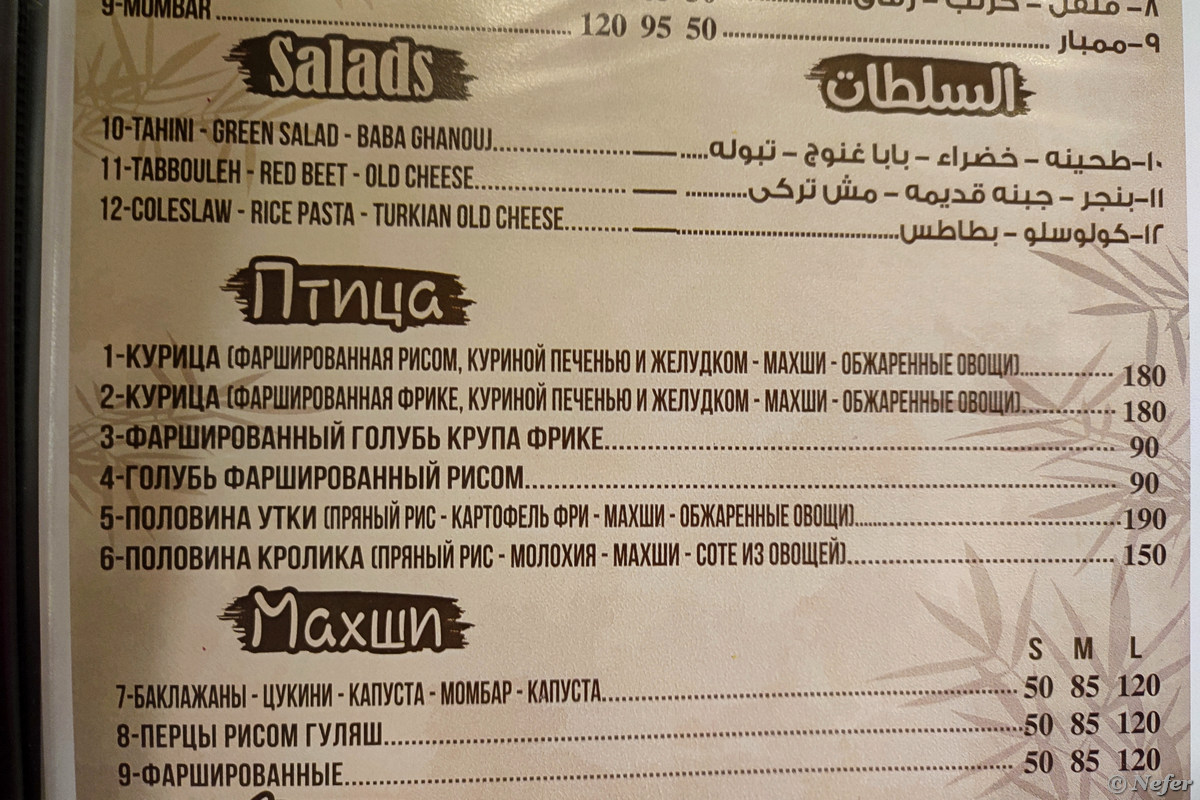 9-MUMBAR ............ 120 95 50 ............ ٩-ممبار
Salads السلطات
10-TAHINI - GREEN SALAD - BABA GHANOUJ............ ١٠-طحينه - خضراء - بابا غنوج - تبوله
11-TABBOULEH - RED BEET - OLD CHEESE............ ١١-بنجر - جبنه قديمه - مش تركى
12-COLESLAW - RICE PASTA - TURKIAN OLD CHEESE............ ١٢-كولوسلو - بطاطس
Птица
1-КУРИЦА (ФАРШИРОВАННАЯ РИСОМ, КУРИНОЙ ПЕЧЕНЬЮ И ЖЕЛУДКОМ - МАХШИ - ОБЖАРЕННЫЕ ОВОЩИ)............ 180
2-КУРИЦА (ФАРШИРОВАННАЯ ФРИКЕ, КУРИНОЙ ПЕЧЕНЬЮ И ЖЕЛУДКОМ - МАХШИ - ОБЖАРЕННЫЕ ОВОЩИ)............ 180
3-ФАРШИРОВАННЫЙ ГОЛУБЬ КРУПА ФРИКЕ............ 90
4-ГОЛУБЬ ФАРШИРОВАННЫЙ РИСОМ............ 90
5-ПОЛОВИНА УТКИ (ПРЯНЫЙ РИС - КАРТОФЕЛЬ ФРИ - МАХШИ - ОБЖАРЕННЫЕ ОВОЩИ)............ 190
6-ПОЛОВИНА КРОЛИКА (ПРЯНЫЙ РИС - МОЛОХИЯ - МАХШИ - СОТЕ ИЗ ОВОЩЕЙ)............ 150
Махши
S M L
7-БАКЛАЖАНЫ - ЦУКИНИ - КАПУСТА - МОМБАР - КАПУСТА............ 50 85 120
8-ПЕРЦЫ РИСОМ ГУЛЯШ............ 50 85 120
9-ФАРШИРОВАННЫЕ............ 50 85 120
© Nefer